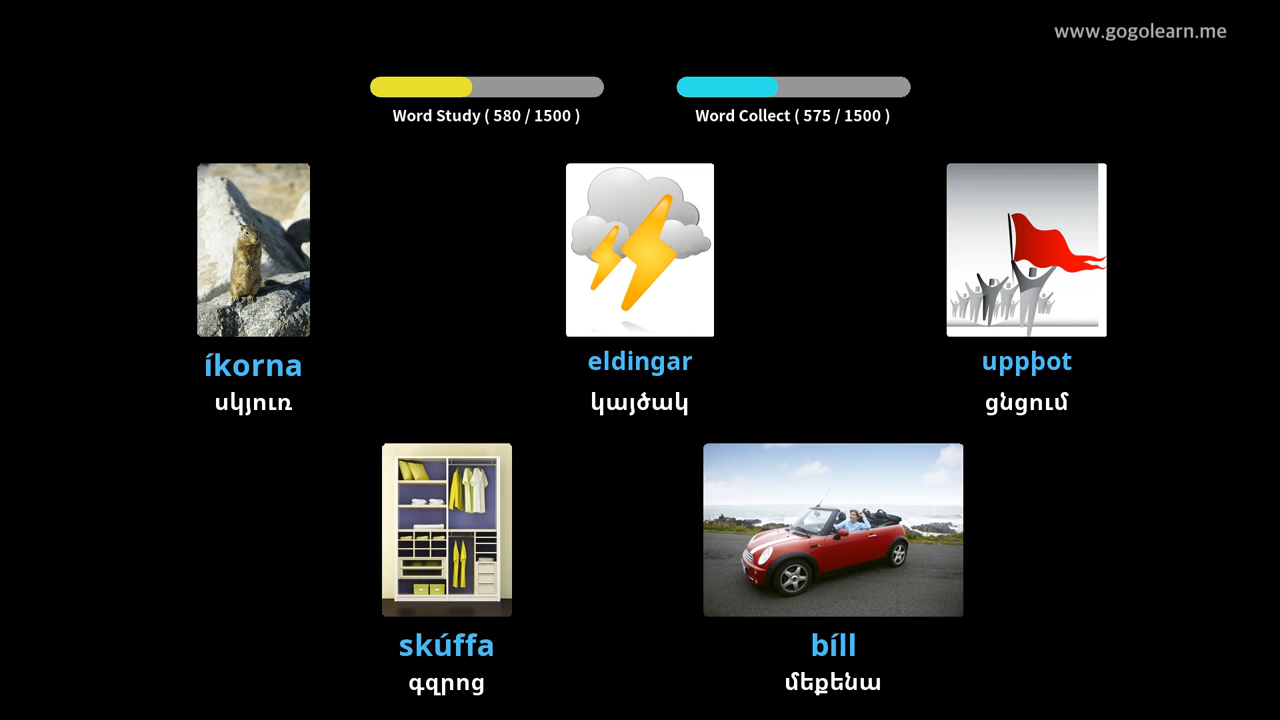 www.gogolearn.me
Word Study ( 580 / 1500 )
Word Collect ( 575 / 1500 )
íkorna
eldingar
uppþot
սկյուռ
կայծակ
ցնցում
skúffa
bíll
գզրոց
մեքենա